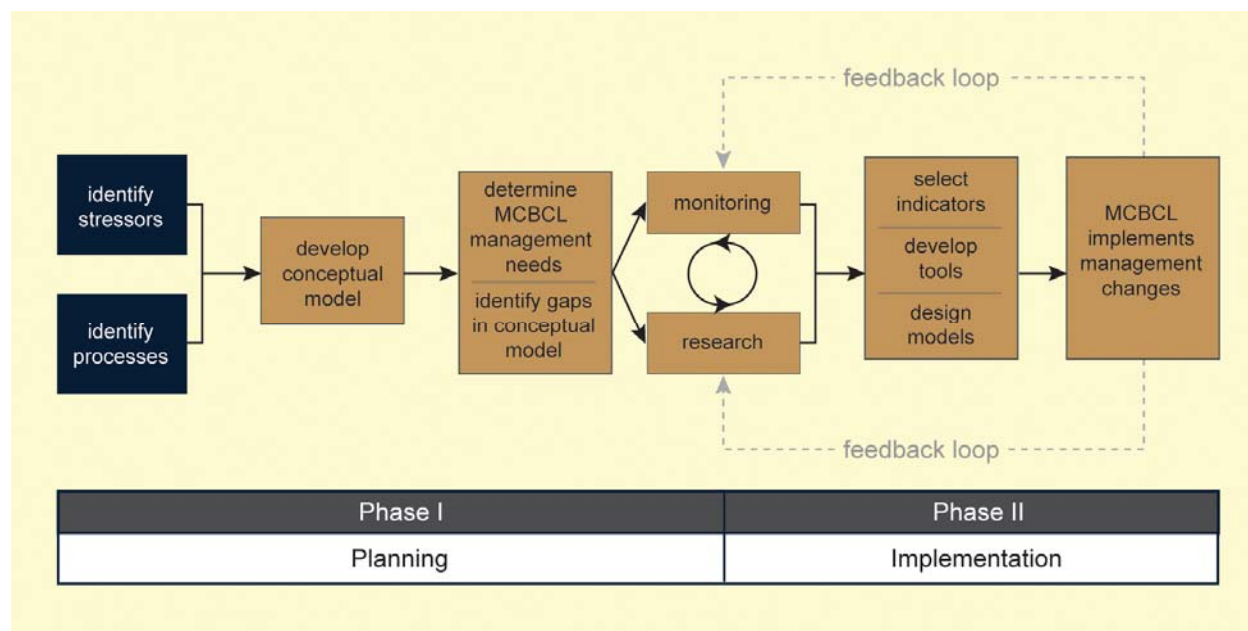 feedback loop
identify
stressors
identify
processes
develop
conceptual
model
determine
MCBCL
management
needs
identify gaps
in conceptual
model
monitoring
research
select
indicators
develop
tools
design
models
MCBCL
implements
management
changes
feedback loop
Phase I
Phase II
Planning
Implementation